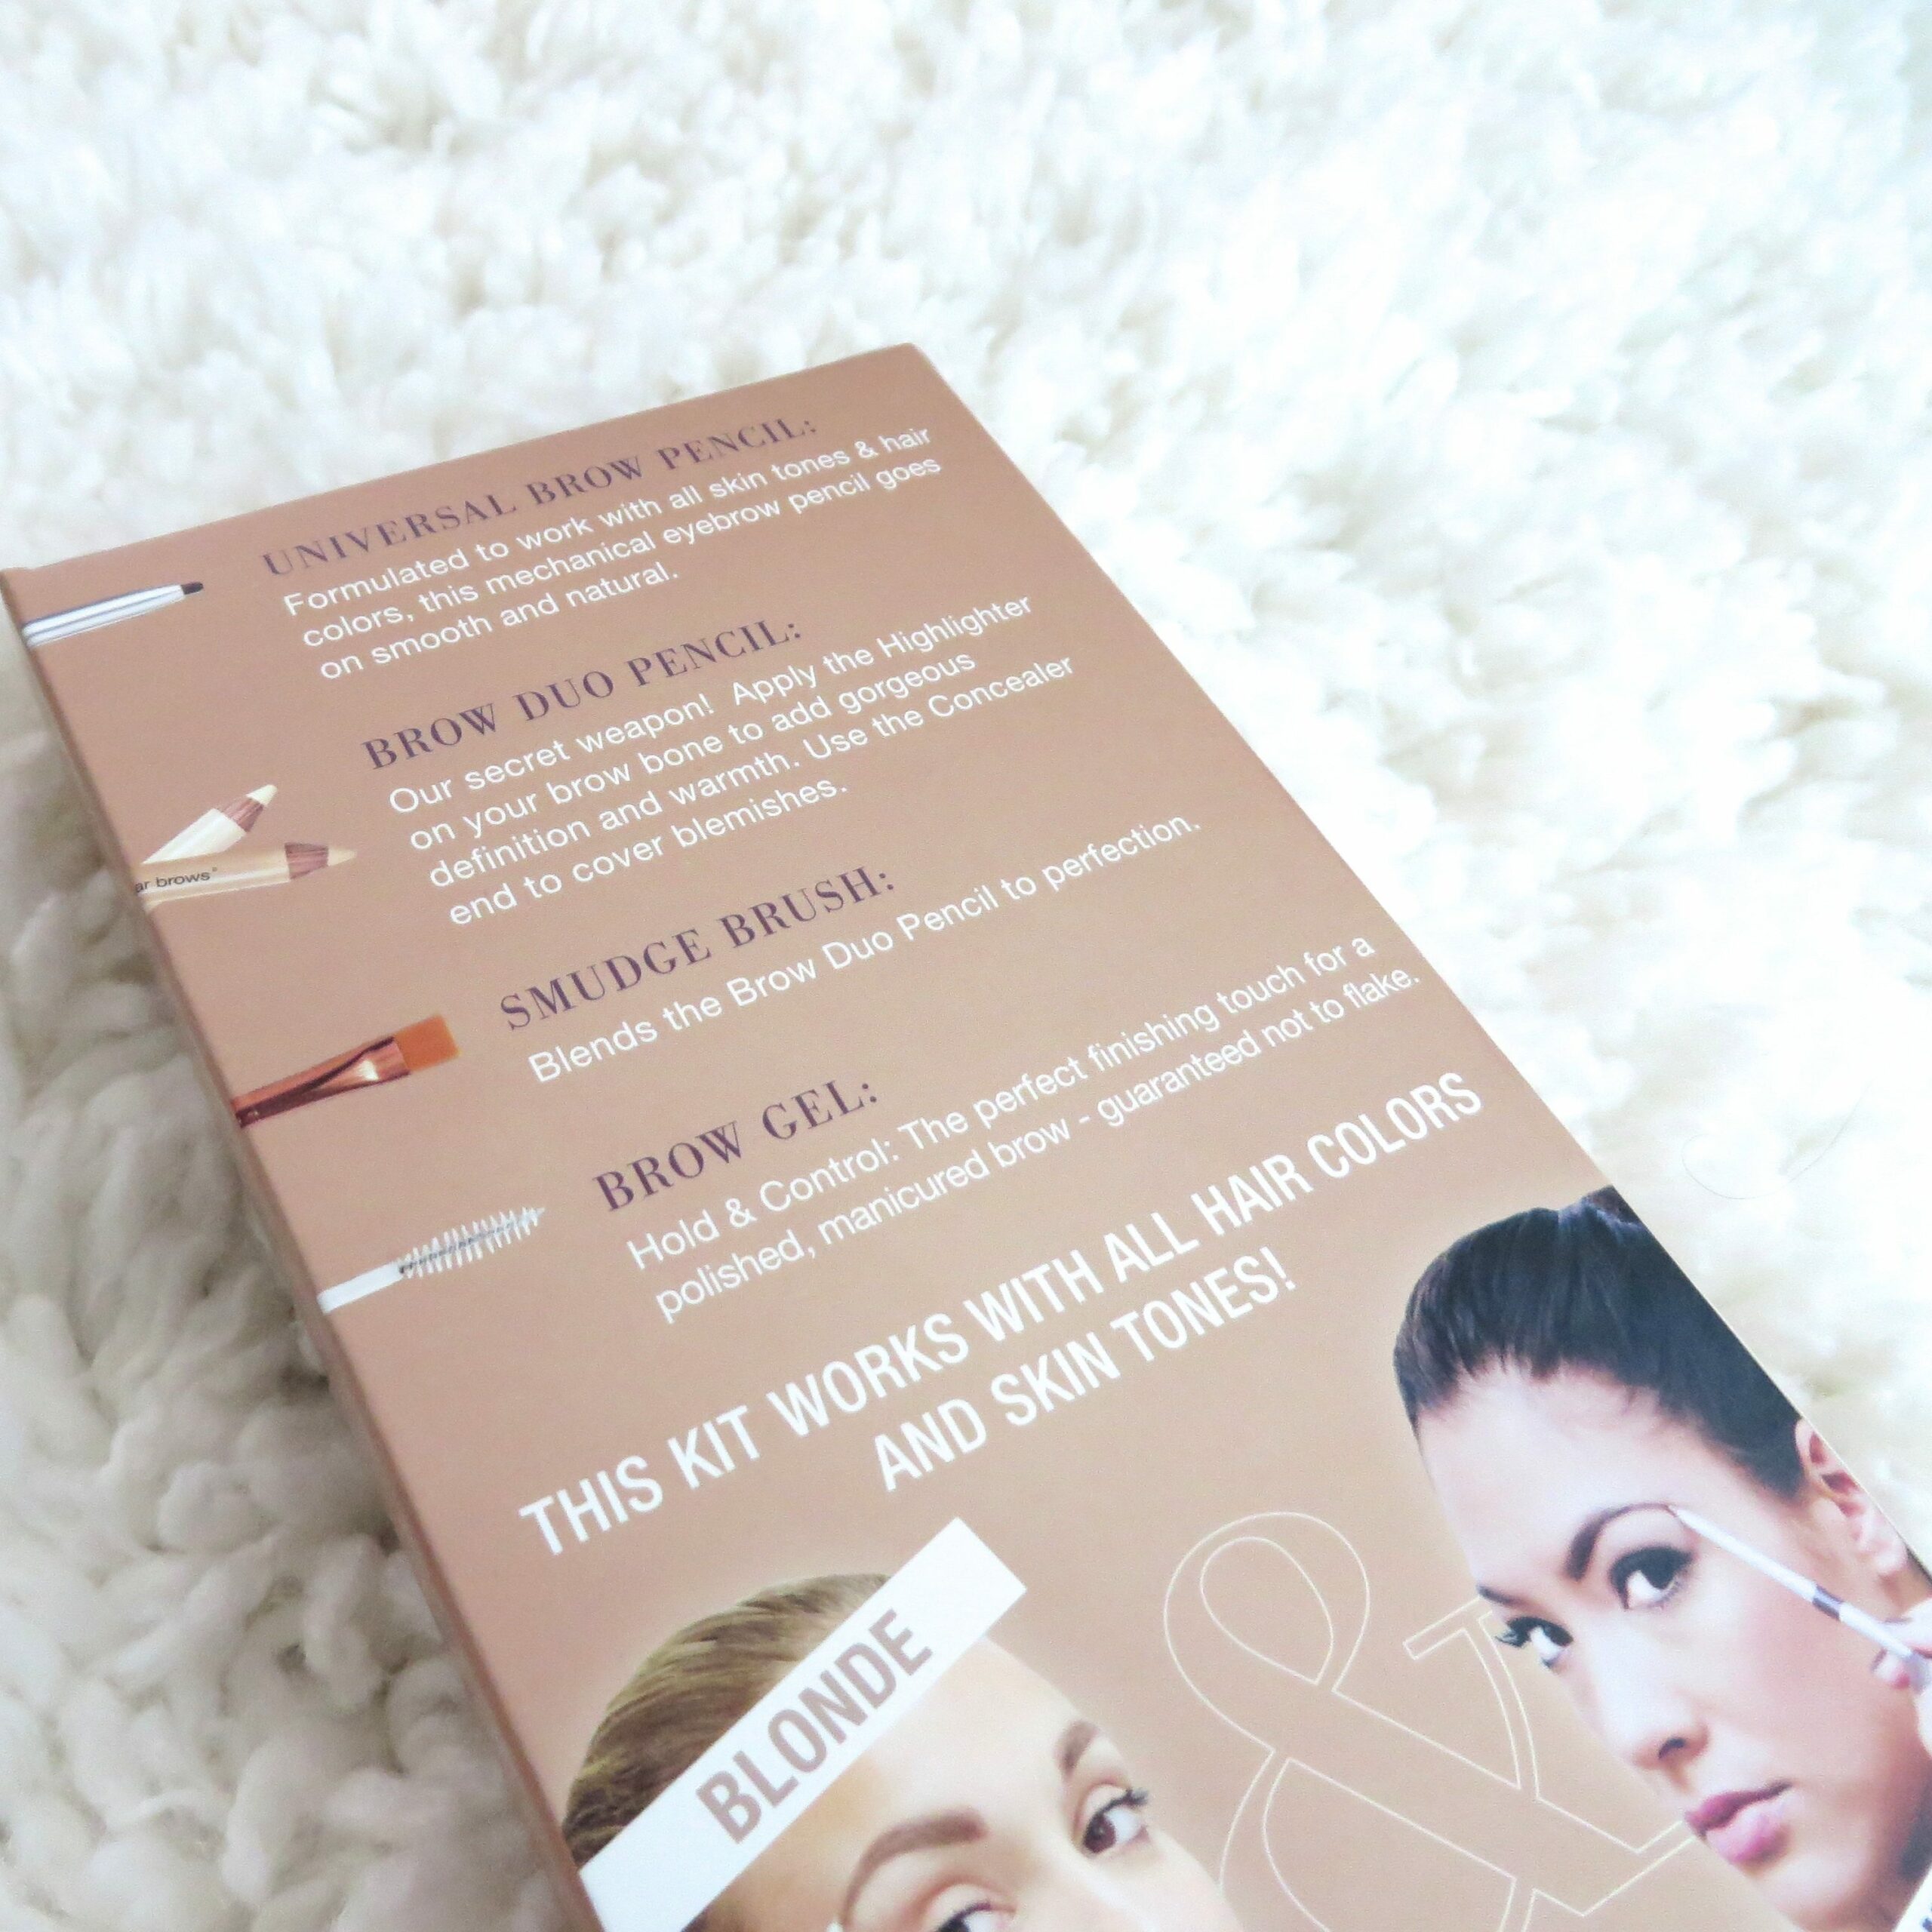 UNIVERSAL BROW PENCIL:
Formulated to work with all skin tones & hair
colors, this mechanical eyebrow pencil goes
on smooth and natural.
BROW DUO PENCIL:
Our secret weapon! Apply the Highlighter
on your brow bone to add gorgeous
definition and warmth. Use the Concealer
end to cover blemishes.
ar brows®
SMUDGE BRUSH:
Blends the Brow Duo Pencil to perfection.
BROW GEL:
Hold & Control: The perfect finishing touch for a
polished, manicured brow - guaranteed not to flake.
THIS KIT WORKS WITH ALL HAIR COLORS
AND SKIN TONES!
BLONDE
&